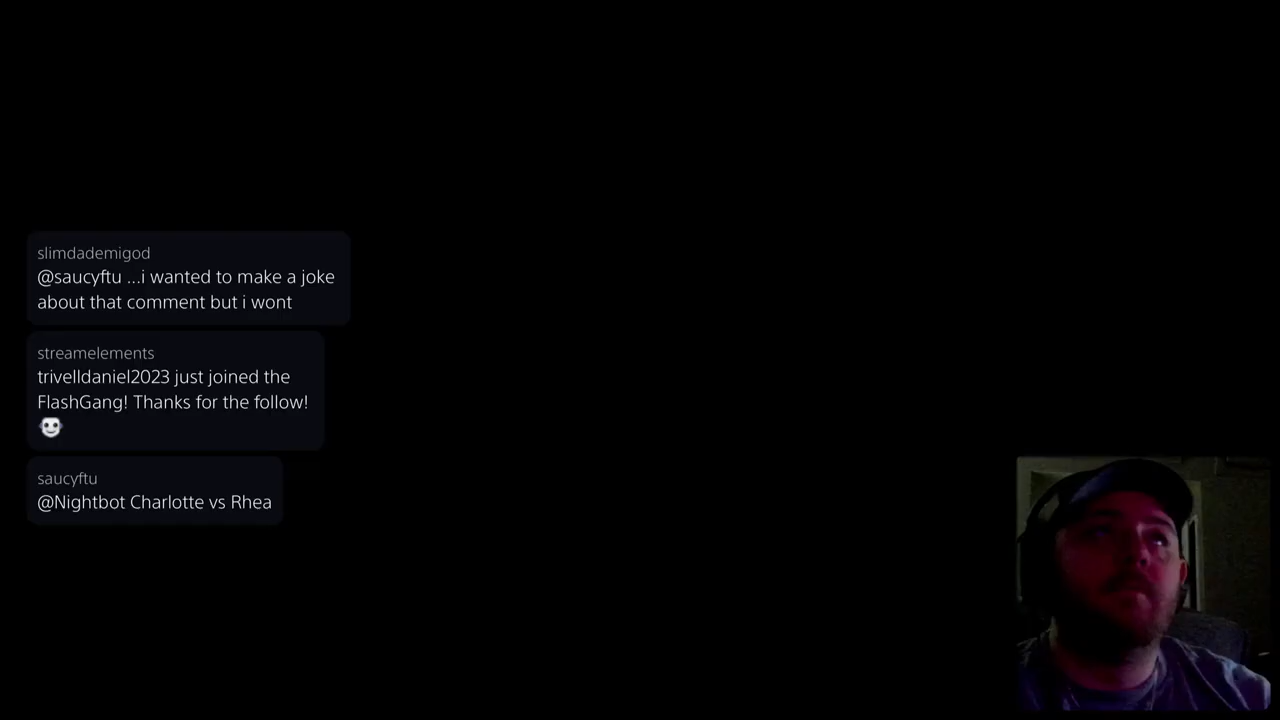 slimdademigod
@saucyftu ...i wanted to make a joke
about that comment but i wont
streamelements
trivelldaniel2023 just joined the
FlashGang! Thanks for the follow!
saucyftu
@Nightbot Charlotte vs Rhea